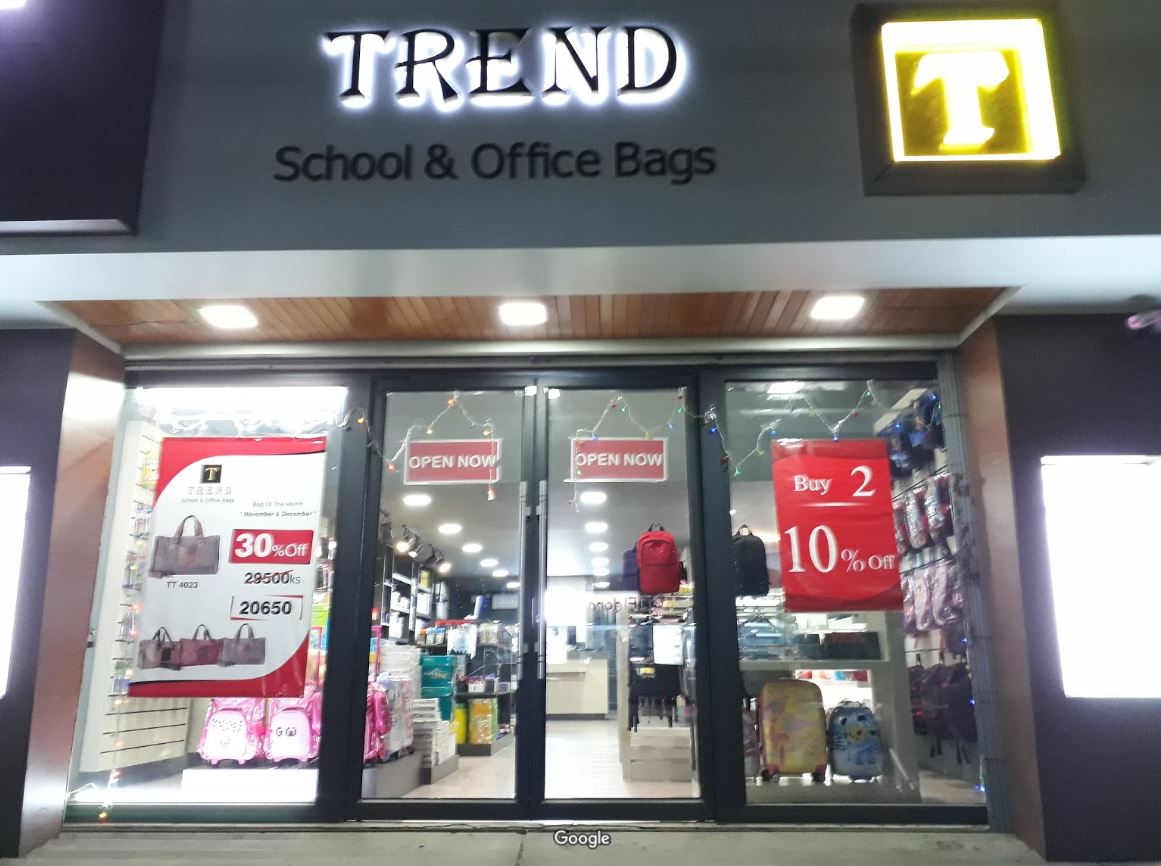 TREND
School & Office Bags
T
T
TREND
School & Office Bags
Bag Of The Month
" November & December"
30%Off
29500ks
20650
TT 4023
OPEN NOW
OPEN NOW
Buy 2
10% Off
Google